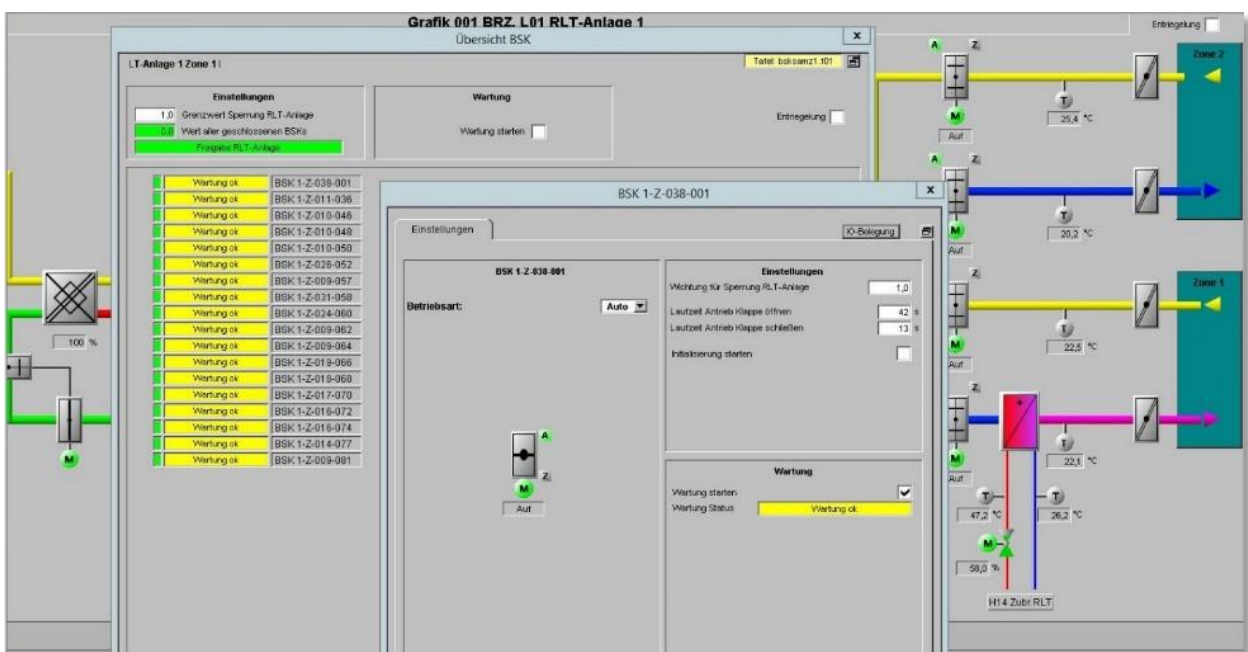 Grafik 001 BRZ. L01 RLT-Anlage 1
Entriegelung
Übersicht BSK
x
LT-Anlage 1 Zone 1
Tafel: bsksamz1.t01
Einstellungen
1,0 Grenzwert Sperrung RLT-Anlage
0,0 Wert aller geschlossenen BSKs
Freigabe RLT-Anlage
Wartung
Wartung starten
Entriegelung
Wartung ok BSK 1-Z-038-001
Wartung ok BSK 1-Z-011-036
Wartung ok BSK 1-Z-010-046
Wartung ok BSK 1-Z-010-048
Wartung ok BSK 1-Z-010-050
Wartung ok BSK 1-Z-026-052
Wartung ok BSK 1-Z-009-057
Wartung ok BSK 1-Z-031-058
Wartung ok BSK 1-Z-024-060
Wartung ok BSK 1-Z-009-062
Wartung ok BSK 1-Z-009-064
Wartung ok BSK 1-Z-019-066
Wartung ok BSK 1-Z-018-068
Wartung ok BSK 1-Z-017-070
Wartung ok BSK 1-Z-016-072
Wartung ok BSK 1-Z-016-074
Wartung ok BSK 1-Z-014-077
Wartung ok BSK 1-Z-009-081
BSK 1-Z-038-001
x
Einstellungen
IO-Belegung
BSK 1-Z-038-001
Betriebsart: Auto
A
Z
M
Auf
Einstellungen
Wichtung für Sperrung RLT-Anlage 1,0
Laufzeit Antrieb Klappe öffnen 42 s
Laufzeit Antrieb Klappe schließen 13 s
Initialisierung starten
Wartung
Wartung starten
Wartung Status Wartung ok
100 %
M
A Z
Zone 2
M
T
Auf
25,4 °C
A Z
M
T
Auf
20,2 °C
Z
Zone 1
M
T
Auf
22,5 °C
Z
+
M
T
Auf
22,1 °C
T
T
47,2 °C
26,2 °C
M
58,0 %
H14 Zubr RLT